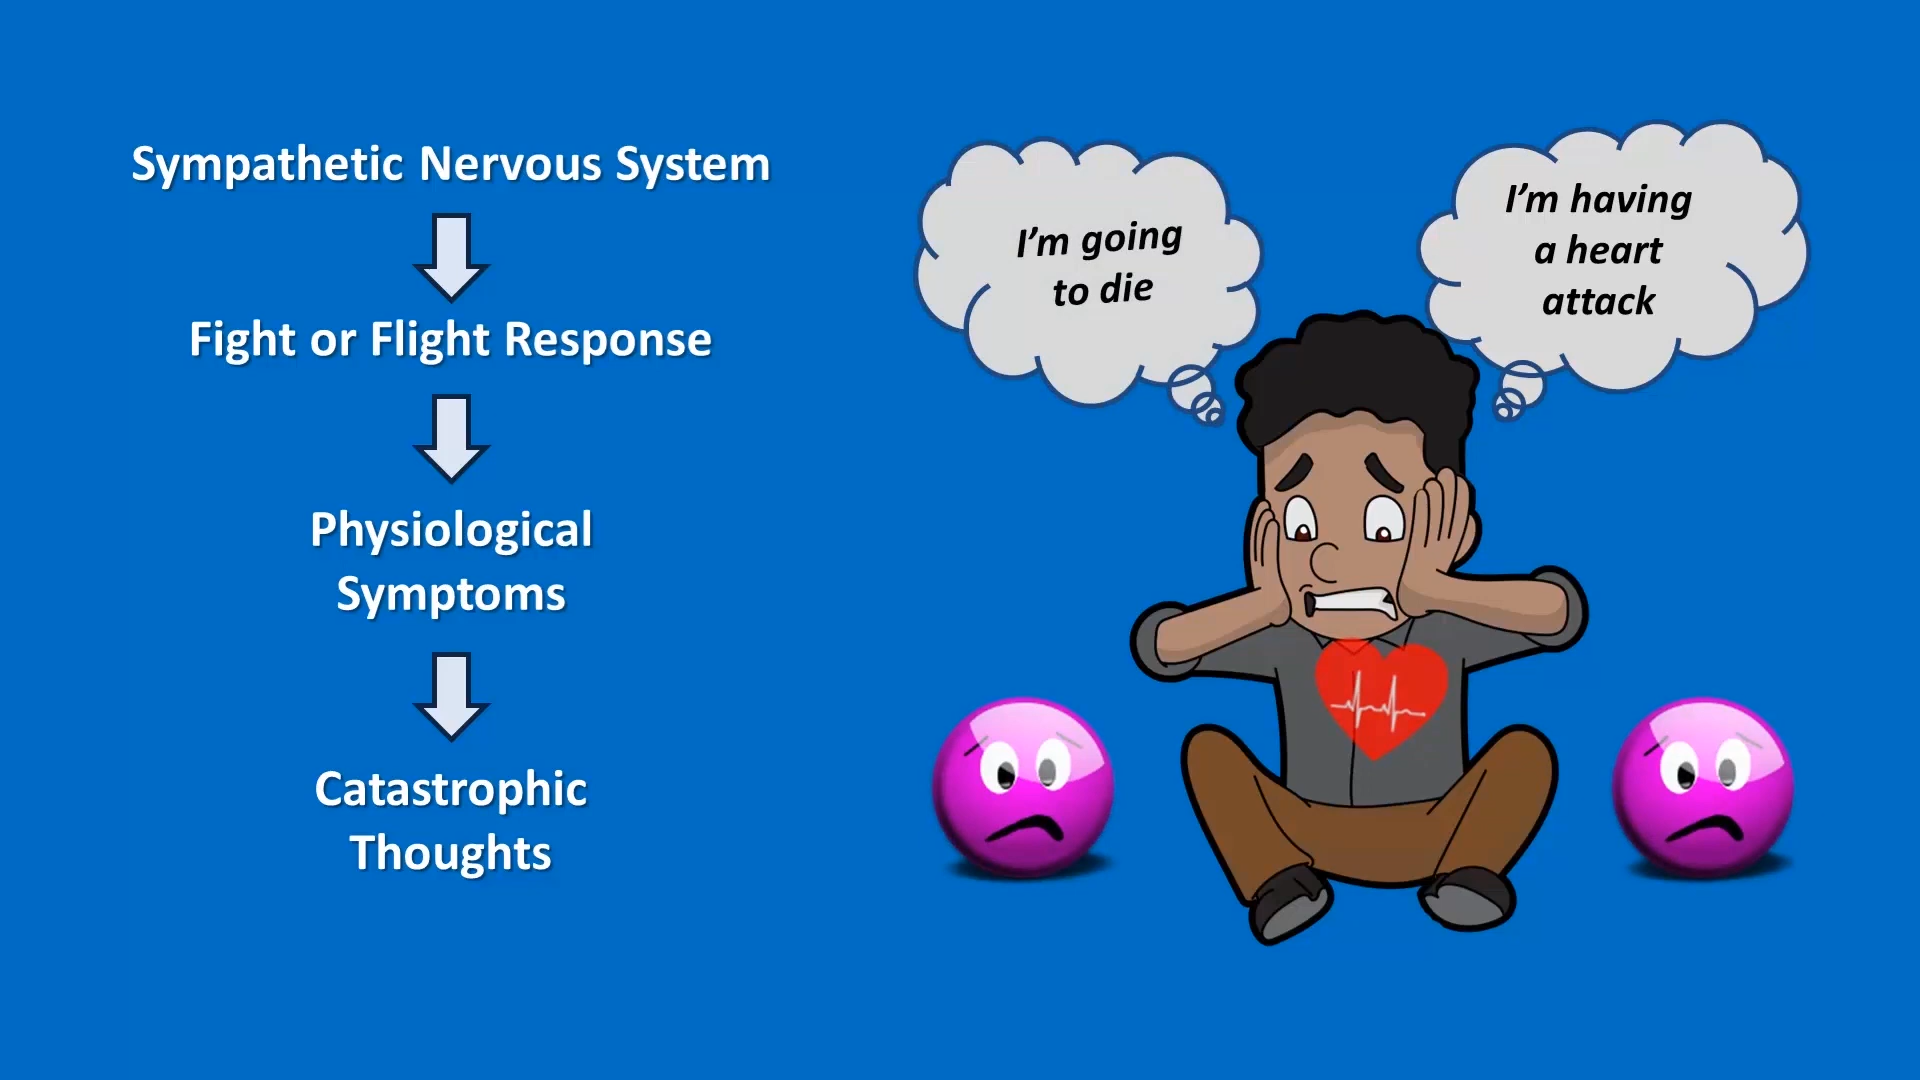 Sympathetic Nervous System
Fight or Flight Response
Physiological
Symptoms
Catastrophic
Thoughts
I’m going
to die
I’m having
a heart
attack